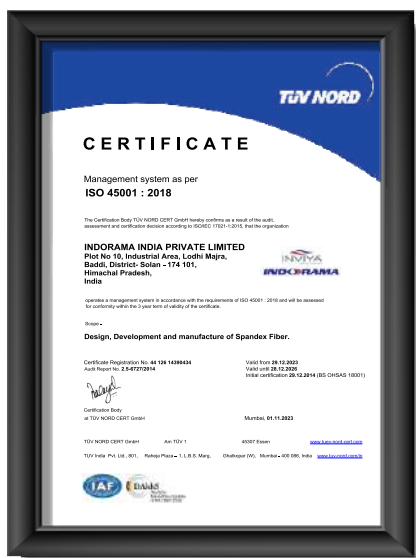 TÜV NORD
CERTIFICATE
Management system as per
ISO 45001 : 2018
The Certification Body TÜV NORD CERT GmbH hereby confirms as a result of the audit,
assessment and certification decision according to ISO/IEC 17021-1:2015, that the organization
INDORAMA INDIA PRIVATE LIMITED
Plot No 10, Industrial Area, Lodhi Majra,
Baddi, District- Solan – 174 101,
Himachal Pradesh,
India
INVIYA
INDORAMA
operates a management system in accordance with the requirements of ISO 45001 : 2018 and will be assessed
for conformity within the 3 year term of validity of the certificate.
Scope –
Design, Development and manufacture of Spandex Fiber.
Certificate Registration No. 44 126 14390434
Audit Report No. 2.5-6727/2014
Valid from 29.12.2023
Valid until 28.12.2026
Initial certification 29.12.2014 (BS OHSAS 18001)
Certification Body
at TÜV NORD CERT GmbH
Mumbai, 01.11.2023
TÜV NORD CERT GmbH Am TÜV 1 45307 Essen www.tuev-nord-cert.com
TUV India Pvt. Ltd., 801, Raheja Plaza – 1, L.B.S. Marg, Ghatkopar (W), Mumbai – 400 086, India www.tuv-nord.com/in
IAF
DAkkS